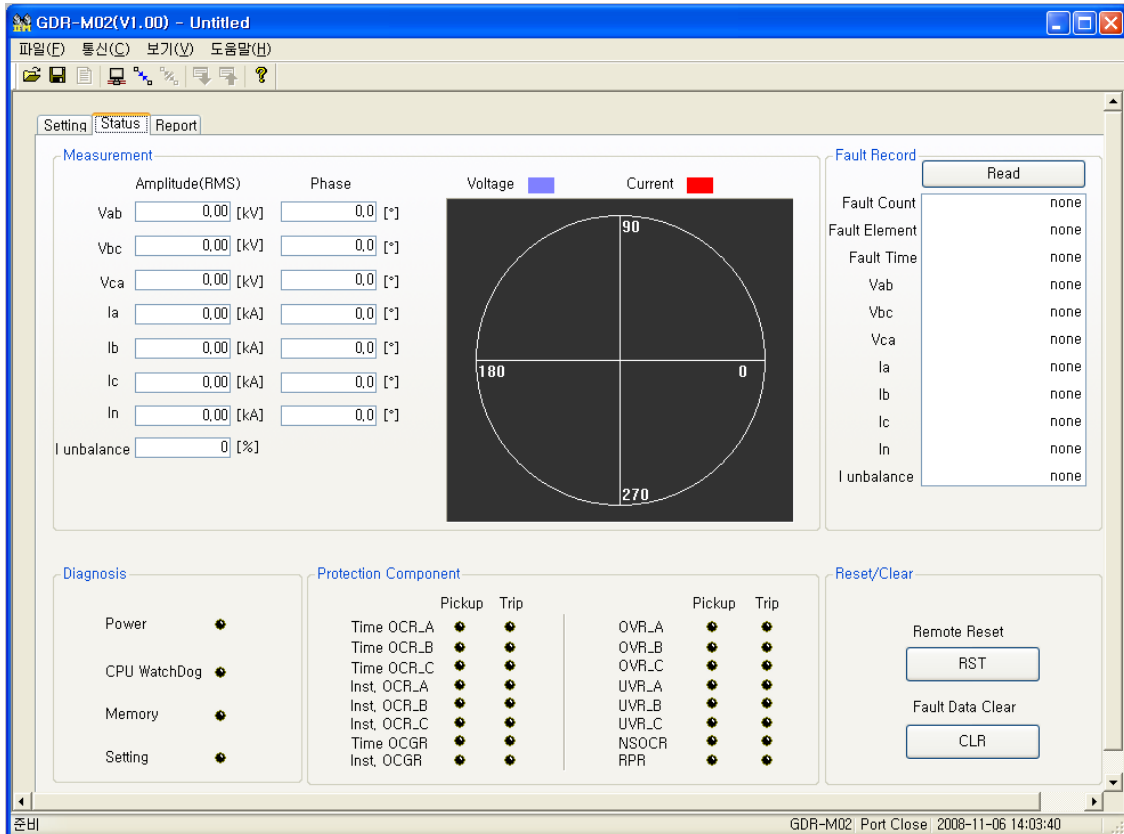 GDR-M02(V1.00) - Untitled
파일(F) 통신(C) 보기(V) 도움말(H)
Setting Status Report
Measurement
Amplitude(RMS) Phase Voltage Current
Vab 0.00 [kV] 0.0 [°]
Vbc 0.00 [kV] 0.0 [°]
Vca 0.00 [kV] 0.0 [°]
Ia 0.00 [kA] 0.0 [°]
Ib 0.00 [kA] 0.0 [°]
Ic 0.00 [kA] 0.0 [°]
In 0.00 [kA] 0.0 [°]
I unbalance 0 [%]
90
180 0
270
Fault Record
Read
Fault Count none
Fault Element none
Fault Time none
Vab none
Vbc none
Vca none
Ia none
Ib none
Ic none
In none
I unbalance none
Diagnosis
Power
CPU WatchDog
Memory
Setting
Protection Component
Pickup Trip Pickup Trip
Time OCR_A OVR_A
Time OCR_B OVR_B
Time OCR_C OVR_C
Inst. OCR_A UVR_A
Inst. OCR_B UVR_B
Inst. OCR_C UVR_C
Time OCGR NSOCR
Inst. OCGR RPR
Reset/Clear
Remote Reset
RST
Fault Data Clear
CLR
준비 GDR-M02 Port Close 2008-11-06 14:03:40